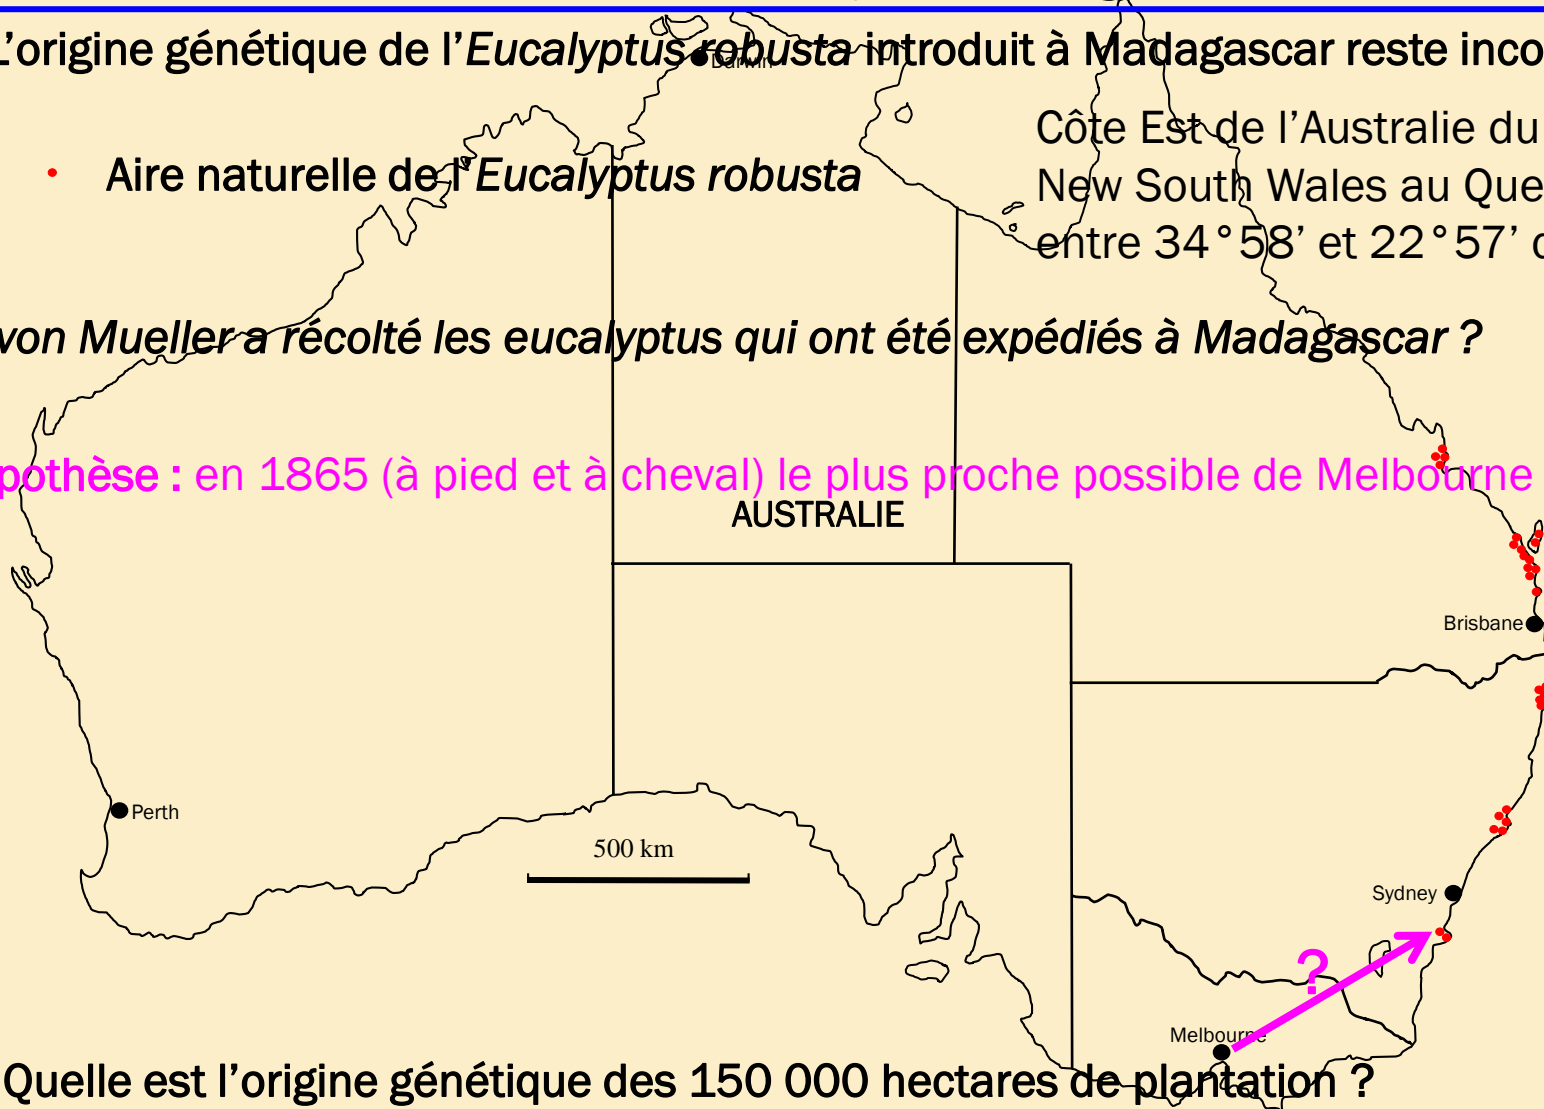 L’origine génétique de l’Eucalyptus robusta introduit à Madagascar reste inco
Darwin
Côte Est de l’Australie du
• Aire naturelle de l’Eucalyptus robusta
New South Wales au Que
entre 34°58’ et 22°57’
von Mueller a récolté les eucalyptus qui ont été expédiés à Madagascar ?
pothèse : en 1865 (à pied et à cheval) le plus proche possible de Melbourne
AUSTRALIE
Brisbane
Perth
500 km
Sydney
?
Melbourne
Quelle est l’origine génétique des 150 000 hectares de plantation ?